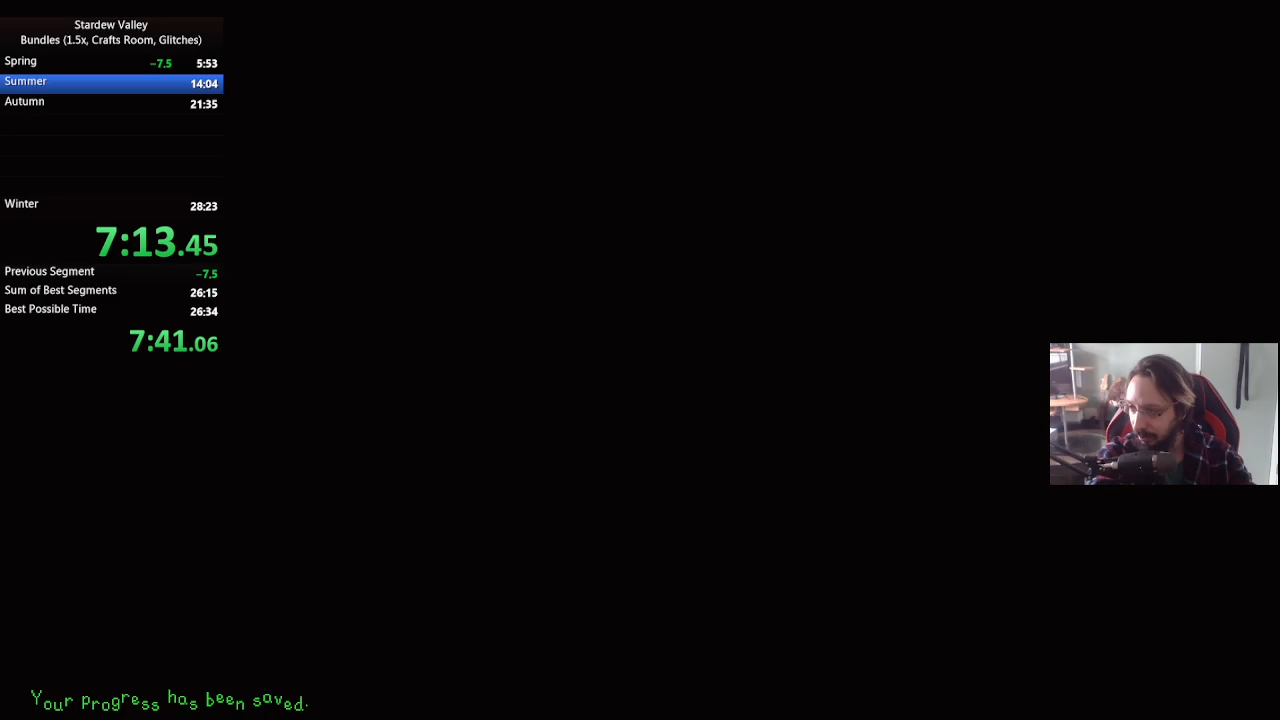 Stardew Valley
Bundles (1.5x, Crafts Room, Glitches)
Spring −7.5 5:53
Summer 14:04
Autumn 21:35
Winter 28:23
7:13.45
Previous Segment −7.5
Sum of Best Segments 26:15
Best Possible Time 26:34
7:41.06
Your progress has been saved.